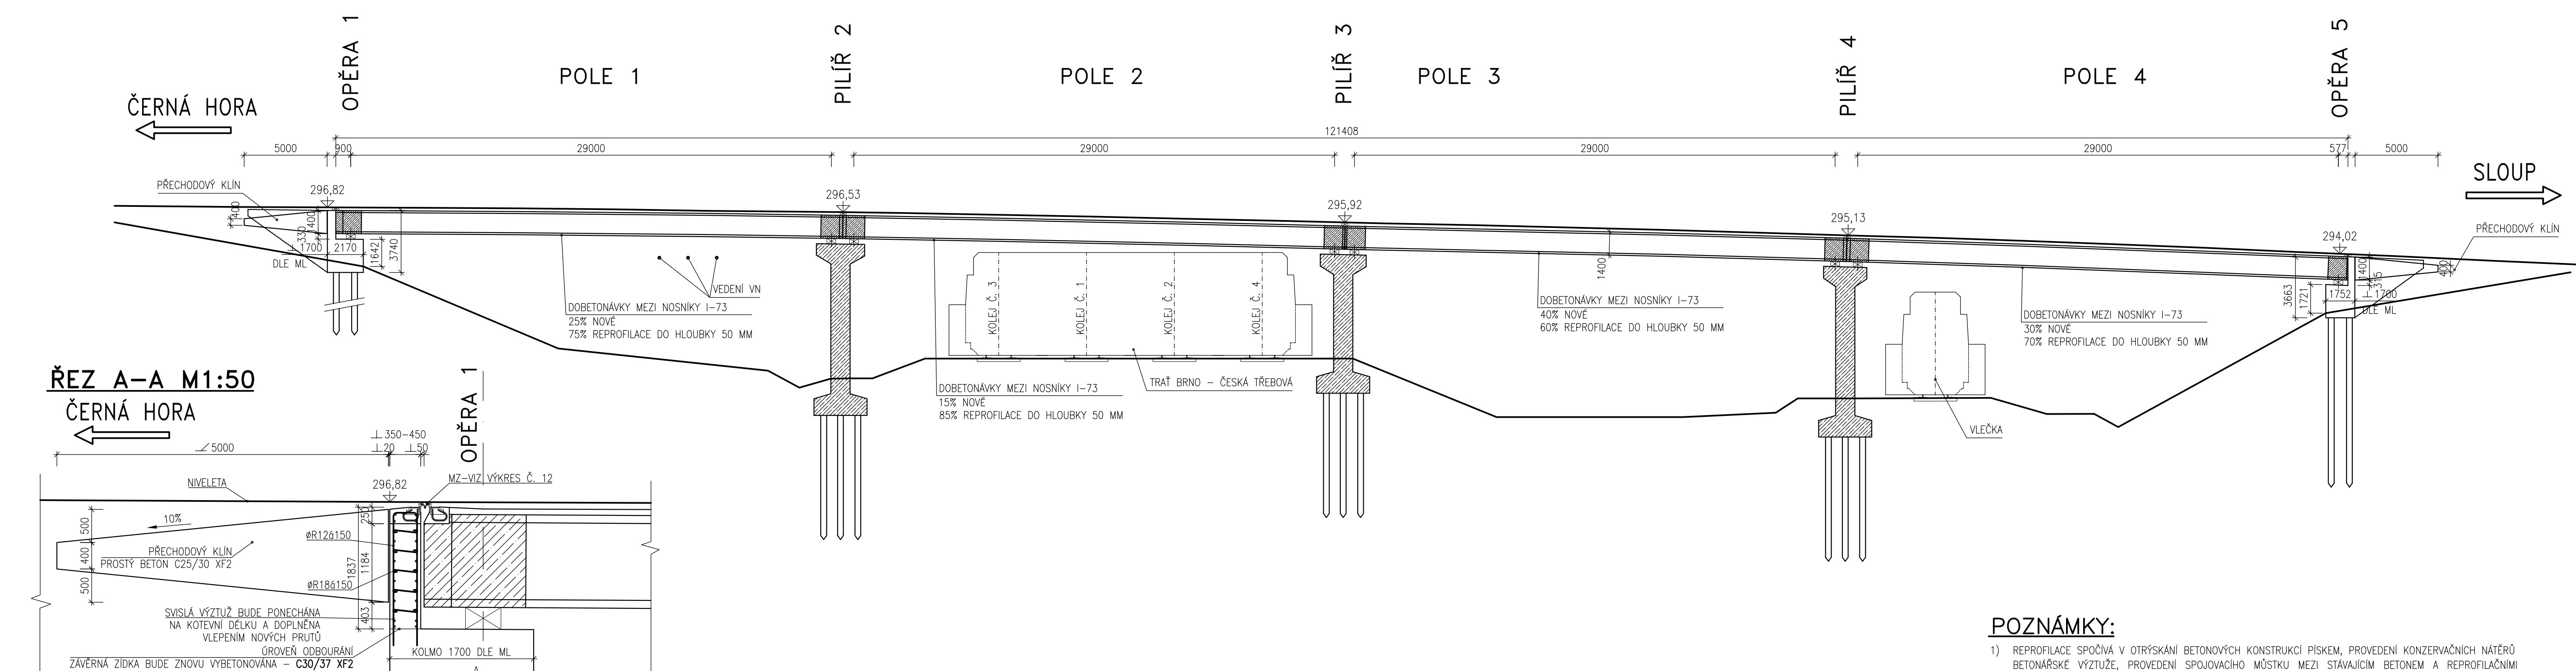 OPĚRA 1
PILÍŘ 2
PILÍŘ 3
PILÍŘ 4
OPĚRA 5
POLE 1
POLE 2
POLE 3
POLE 4
ČERNÁ HORA
121408
5000
900
29000
29000
29000
29000
577
5000
SLOUP
PŘECHODOVÝ KLÍN
296,82
296,53
295,92
295,13
294,02
PŘECHODOVÝ KLÍN
400
1400
330
⊥1700
2170
DLE ML
1642
3740
VEDENÍ VN
DOBETONÁVKY MEZI NOSNÍKY I-73
25% NOVÉ
75% REPROFILACE DO HLOUBKY 50 MM
KOLEJ Č. 3
KOLEJ Č. 1
KOLEJ Č. 2
KOLEJ Č. 4
TRAŤ BRNO – ČESKÁ TŘEBOVÁ
DOBETONÁVKY MEZI NOSNÍKY I-73
15% NOVÉ
85% REPROFILACE DO HLOUBKY 50 MM
1400
DOBETONÁVKY MEZI NOSNÍKY I-73
40% NOVÉ
60% REPROFILACE DO HLOUBKY 50 MM
VLEČKA
DOBETONÁVKY MEZI NOSNÍKY I-73
30% NOVÉ
70% REPROFILACE DO HLOUBKY 50 MM
3663
1721
1752
1400
315
400
⊥1700
DLE ML
ŘEZ A-A M1:50
ČERNÁ HORA
OPĚRA 1
⊥350-450
5000
⊥20
⊥50
NIVELETA
296,82
MZ-VIZ VÝKRES Č. 12
10%
500
400
500
PŘECHODOVÝ KLÍN
PROSTÝ BETON C25/30 XF2
øR12á150
øR18á150
250
1184
1837
403
SVISLÁ VÝZTUŽ BUDE PONECHÁNA
NA KOTEVNÍ DÉLKU A DOPLNĚNA
VLEPENÍM NOVÝCH PRUTŮ
ÚROVEŇ ODBOURÁNÍ
ZÁVĚRNÁ ZÍDKA BUDE ZNOVU VYBETONOVÁNA – C30/37 XF2
KOLMO 1700 DLE ML
POZNÁMKY:
1) REPROFILACE SPOČÍVÁ V OTRÝSKÁNÍ BETONOVÝCH KONSTRUKCÍ PÍSKEM, PROVEDENÍ KONZERVAČNÍCH NÁTĚRŮ
BETONÁŘSKÉ VÝZTUŽE, PROVEDENÍ SPOJOVACÍHO MŮSTKU MEZI STÁVAJÍCÍM BETONEM A REPROFILAČNÍMI